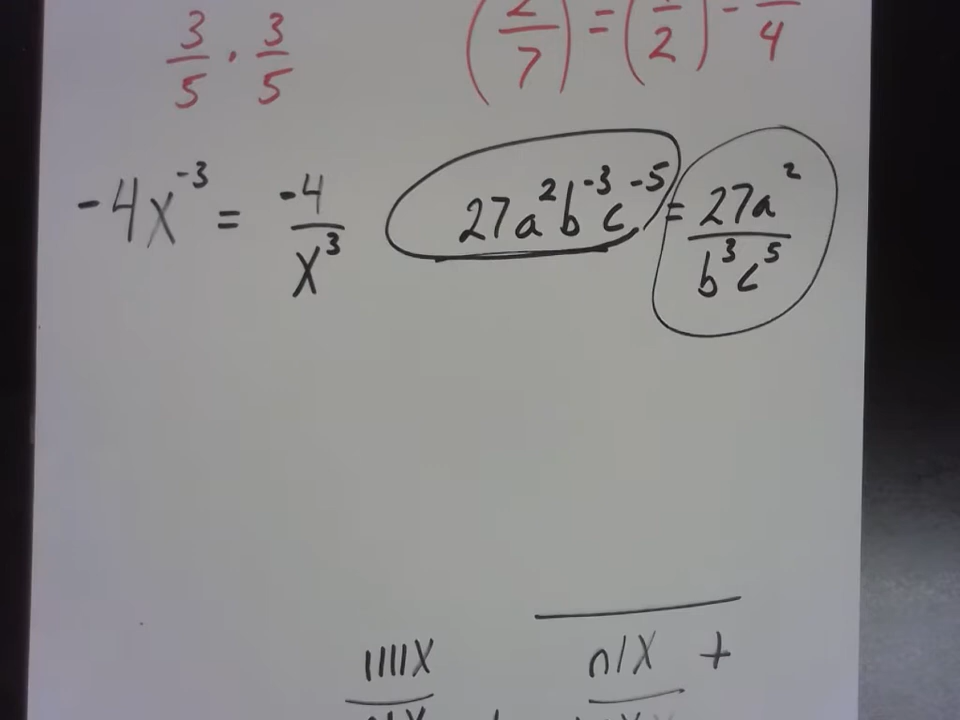 3/5 · 3/5
(2/7) = (/2) - /4
-4x^-3 = -4/x^3
27a^2b^-3c^-5 = 27a^2/b^3c^5